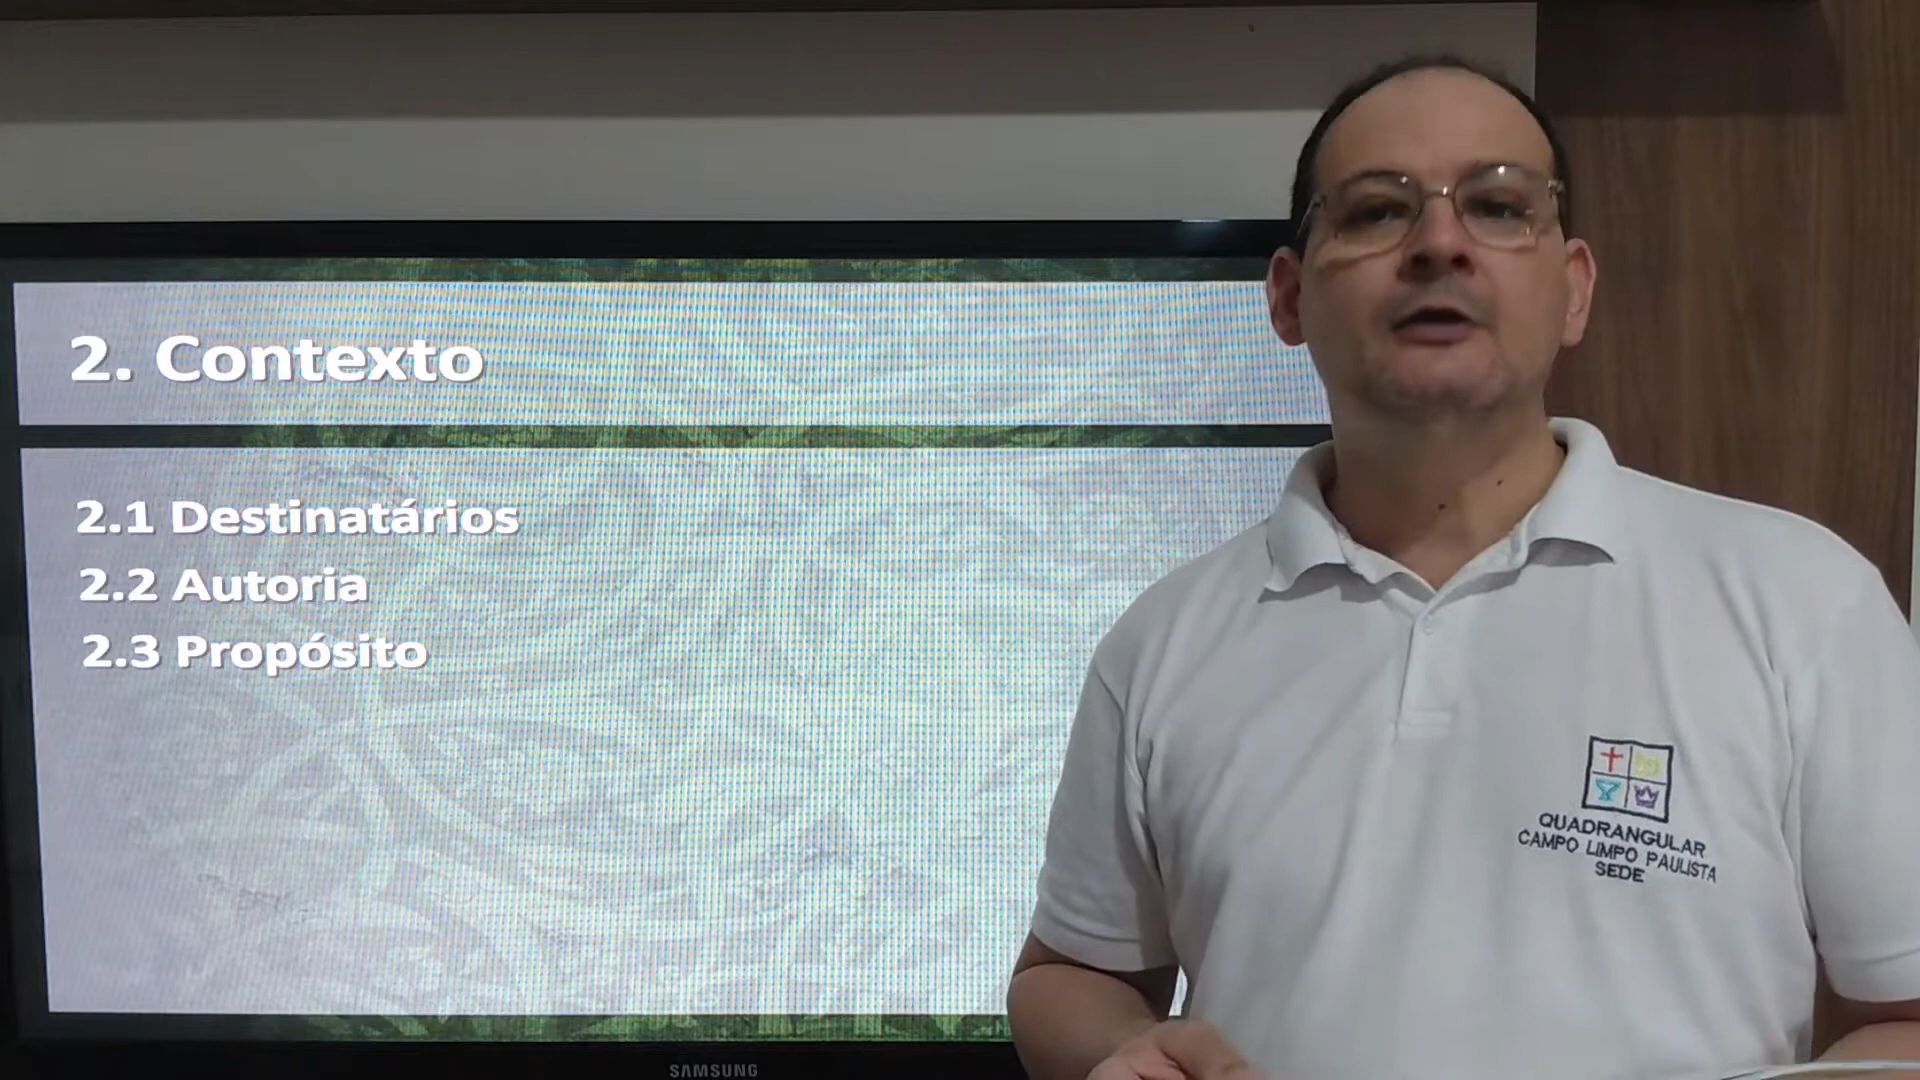 2. Contexto
2.1 Destinatários
2.2 Autoria
2.3 Propósito
SAMSUNG
QUADRANGULAR
CAMPO LIMPO PAULISTA
SEDE